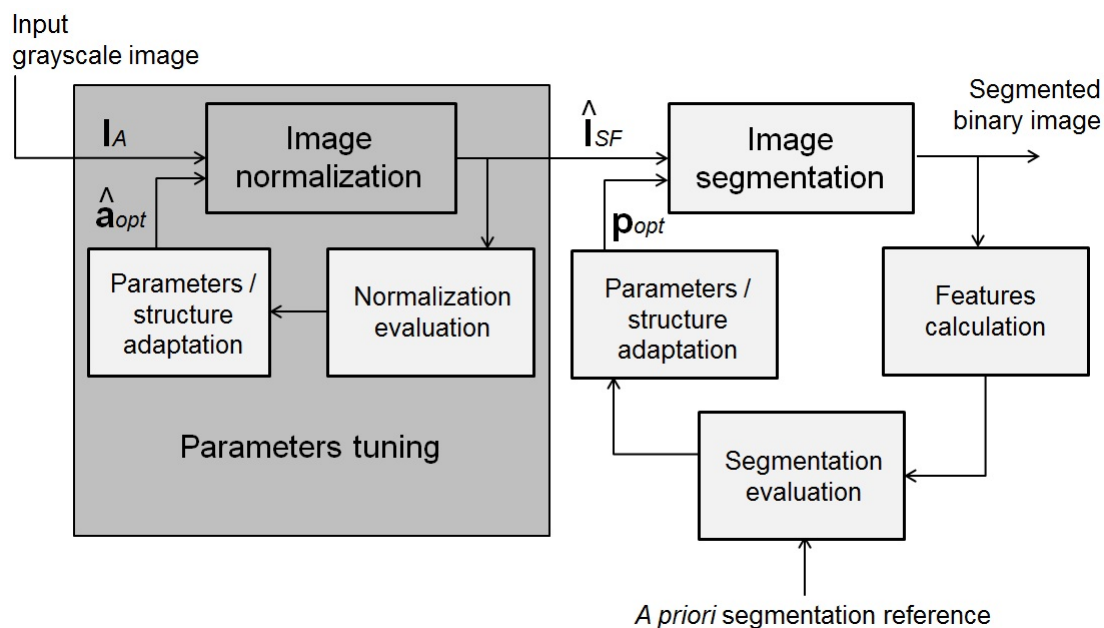 Input
grayscale image
I_A
Image
normalization
Î_SF
Image
segmentation
Segmented
binary image
â_opt
p_opt
Parameters /
structure
adaptation
Normalization
evaluation
Parameters /
structure
adaptation
Features
calculation
Parameters tuning
Segmentation
evaluation
A priori segmentation reference